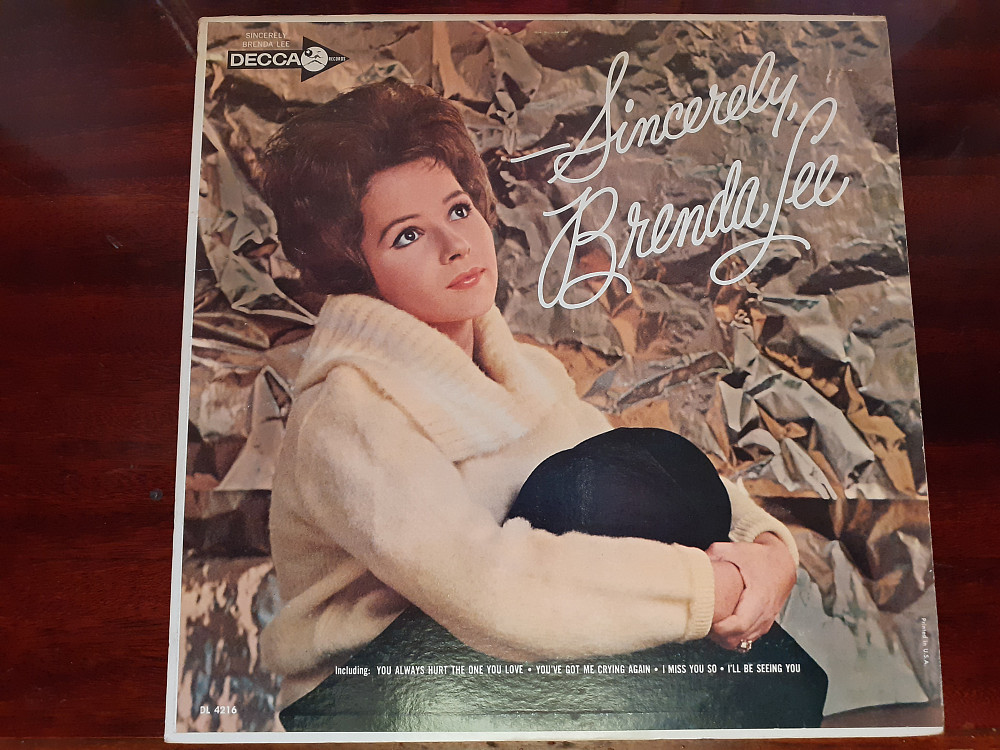 SINCERELY,
BRENDA LEE
DECCA RECORDS
—Sincerely,
Brenda Lee
Including: YOU ALWAYS HURT THE ONE YOU LOVE • YOU'VE GOT ME CRYING AGAIN • I MISS YOU SO • I'LL BE SEEING YOU
DL 4216
Printed in U.S.A.